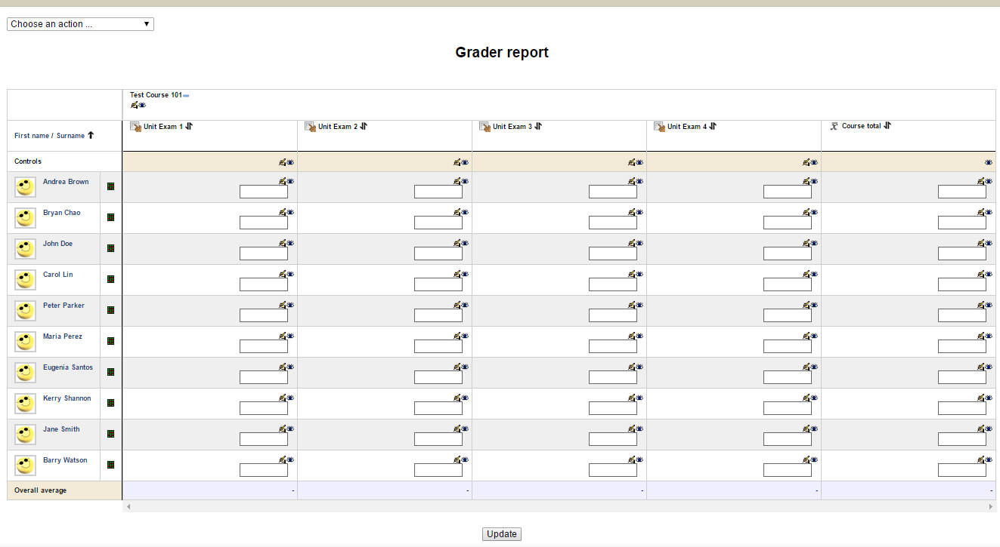 Choose an action ...
Grader report
Test Course 101
First name / Surname
Unit Exam 1
Unit Exam 2
Unit Exam 3
Unit Exam 4
x̄ Course total
Controls
Andrea Brown
Bryan Chao
John Doe
Carol Lin
Peter Parker
Maria Perez
Eugenia Santos
Kerry Shannon
Jane Smith
Barry Watson
Overall average - - - - -
Update